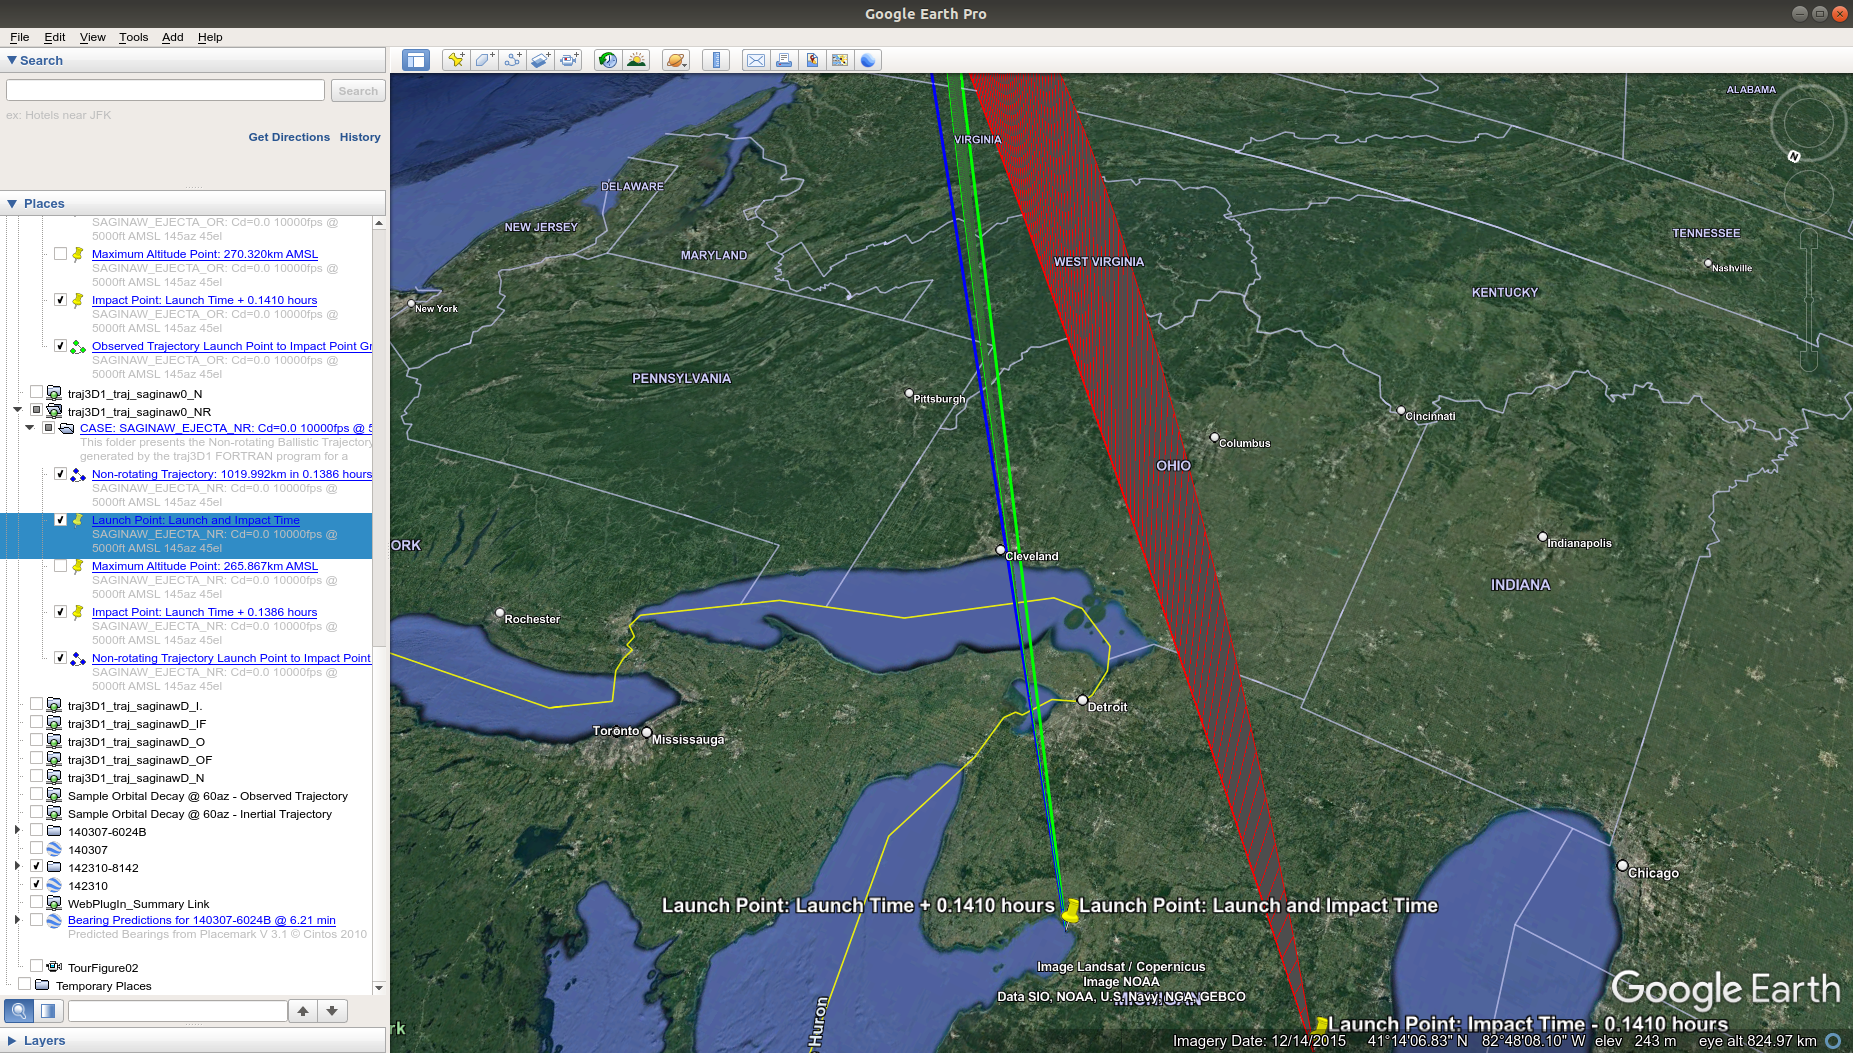 Google Earth Pro
File Edit View Tools Add Help
Search
Search
ex: Hotels near JFK
Get Directions History
Places
SAGINAW_EJECTA_OR: Cd=0.0 10000fps @
5000ft AMSL 145az 45el
Maximum Altitude Point: 270.320km AMSL
SAGINAW_EJECTA_OR: Cd=0.0 10000fps @
5000ft AMSL 145az 45el
Impact Point: Launch Time + 0.1410 hours
SAGINAW_EJECTA_OR: Cd=0.0 10000fps @
5000ft AMSL 145az 45el
Observed Trajectory Launch Point to Impact Point Gr
SAGINAW_EJECTA_OR: Cd=0.0 10000fps @
5000ft AMSL 145az 45el
traj3D1_traj_saginaw0_N
traj3D1_traj_saginaw0_NR
CASE: SAGINAW_EJECTA_NR: Cd=0.0 10000fps @ 5
This folder presents the Non-rotating Ballistic Trajectory
generated by the traj3D1 FORTRAN program for a
Non-rotating Trajectory: 1019.992km in 0.1386 hours
SAGINAW_EJECTA_NR: Cd=0.0 10000fps @
5000ft AMSL 145az 45el
Launch Point: Launch and Impact Time
SAGINAW_EJECTA_NR: Cd=0.0 10000fps @
5000ft AMSL 145az 45el
Maximum Altitude Point: 265.867km AMSL
SAGINAW_EJECTA_NR: Cd=0.0 10000fps @
5000ft AMSL 145az 45el
Impact Point: Launch Time + 0.1386 hours
SAGINAW_EJECTA_NR: Cd=0.0 10000fps @
5000ft AMSL 145az 45el
Non-rotating Trajectory Launch Point to Impact Point
SAGINAW_EJECTA_NR: Cd=0.0 10000fps @
5000ft AMSL 145az 45el
traj3D1_traj_saginawD_I.
traj3D1_traj_saginawD_IF
traj3D1_traj_saginawD_O
traj3D1_traj_saginawD_OF
traj3D1_traj_saginawD_N
Sample Orbital Decay @ 60az - Observed Trajectory
Sample Orbital Decay @ 60az - Inertial Trajectory
140307-6024B
140307
142310-8142
142310
WebPlugIn_Summary Link
Bearing Predictions for 140307-6024B @ 6.21 min
Predicted Bearings from Placemark V 3.1 © Cintos 2010
TourFigure02
Temporary Places
Layers
ALABAMA
N
VIRGINIA
DELAWARE
NEW JERSEY
TENNESSEE
MARYLAND
WEST VIRGINIA
Nashville
KENTUCKY
New York
PENNSYLVANIA
Pittsburgh
Cincinnati
Columbus
OHIO
ORK
Cleveland
Indianapolis
INDIANA
Rochester
Detroit
Toronto
Mississauga
Chicago
Launch Point: Launch Time + 0.1410 hours
Launch Point: Launch and Impact Time
Image Landsat / Copernicus
Image NOAA
Data SIO, NOAA, U.S. Navy, NGA, GEBCO
MICHIGAN
Huron
rk
Google Earth
Launch Point: Impact Time - 0.1410 hours
Imagery Date: 12/14/2015 41°14'06.83" N 82°48'08.10" W elev 243 m eye alt 824.97 km